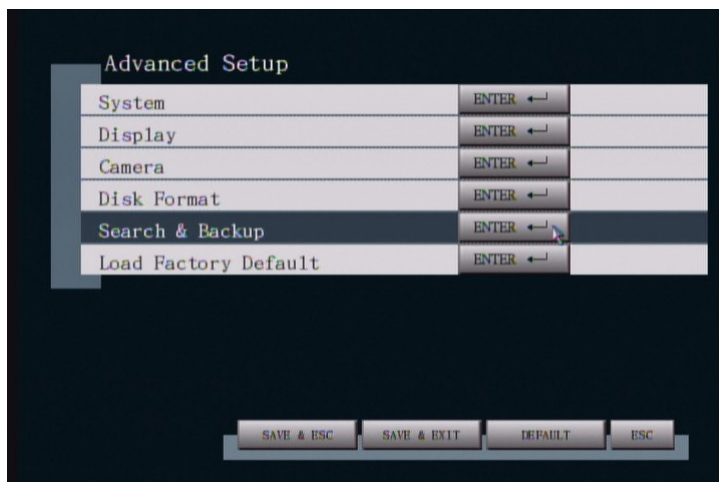 Advanced Setup
System ENTER
Display ENTER
Camera ENTER
Disk Format ENTER
Search & Backup ENTER
Load Factory Default ENTER
SAVE & ESC SAVE & EXIT DEFAULT ESC